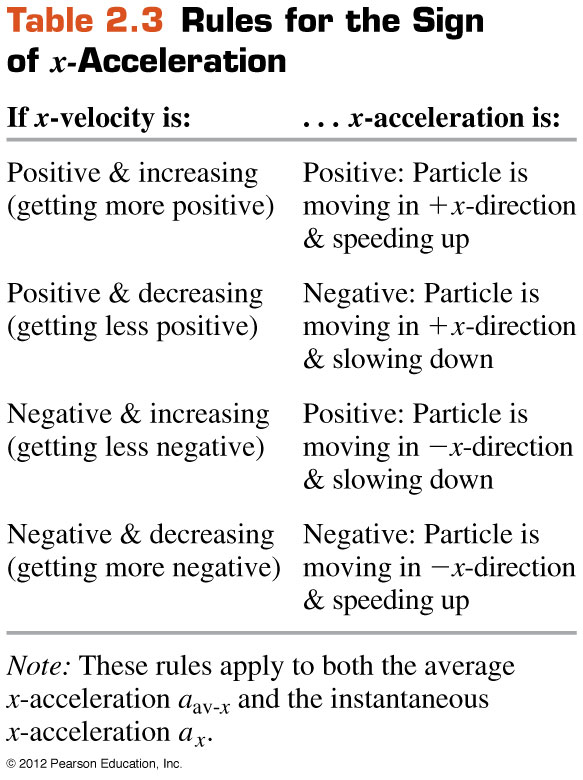 Table 2.3 Rules for the Sign
of x-Acceleration
If x-velocity is: . . . x-acceleration is:
Positive & increasing Positive: Particle is
(getting more positive) moving in +x-direction
& speeding up
Positive & decreasing Negative: Particle is
(getting less positive) moving in +x-direction
& slowing down
Negative & increasing Positive: Particle is
(getting less negative) moving in −x-direction
& slowing down
Negative & decreasing Negative: Particle is
(getting more negative) moving in −x-direction
& speeding up
Note: These rules apply to both the average
x-acceleration aav-x and the instantaneous
x-acceleration ax.
© 2012 Pearson Education, Inc.